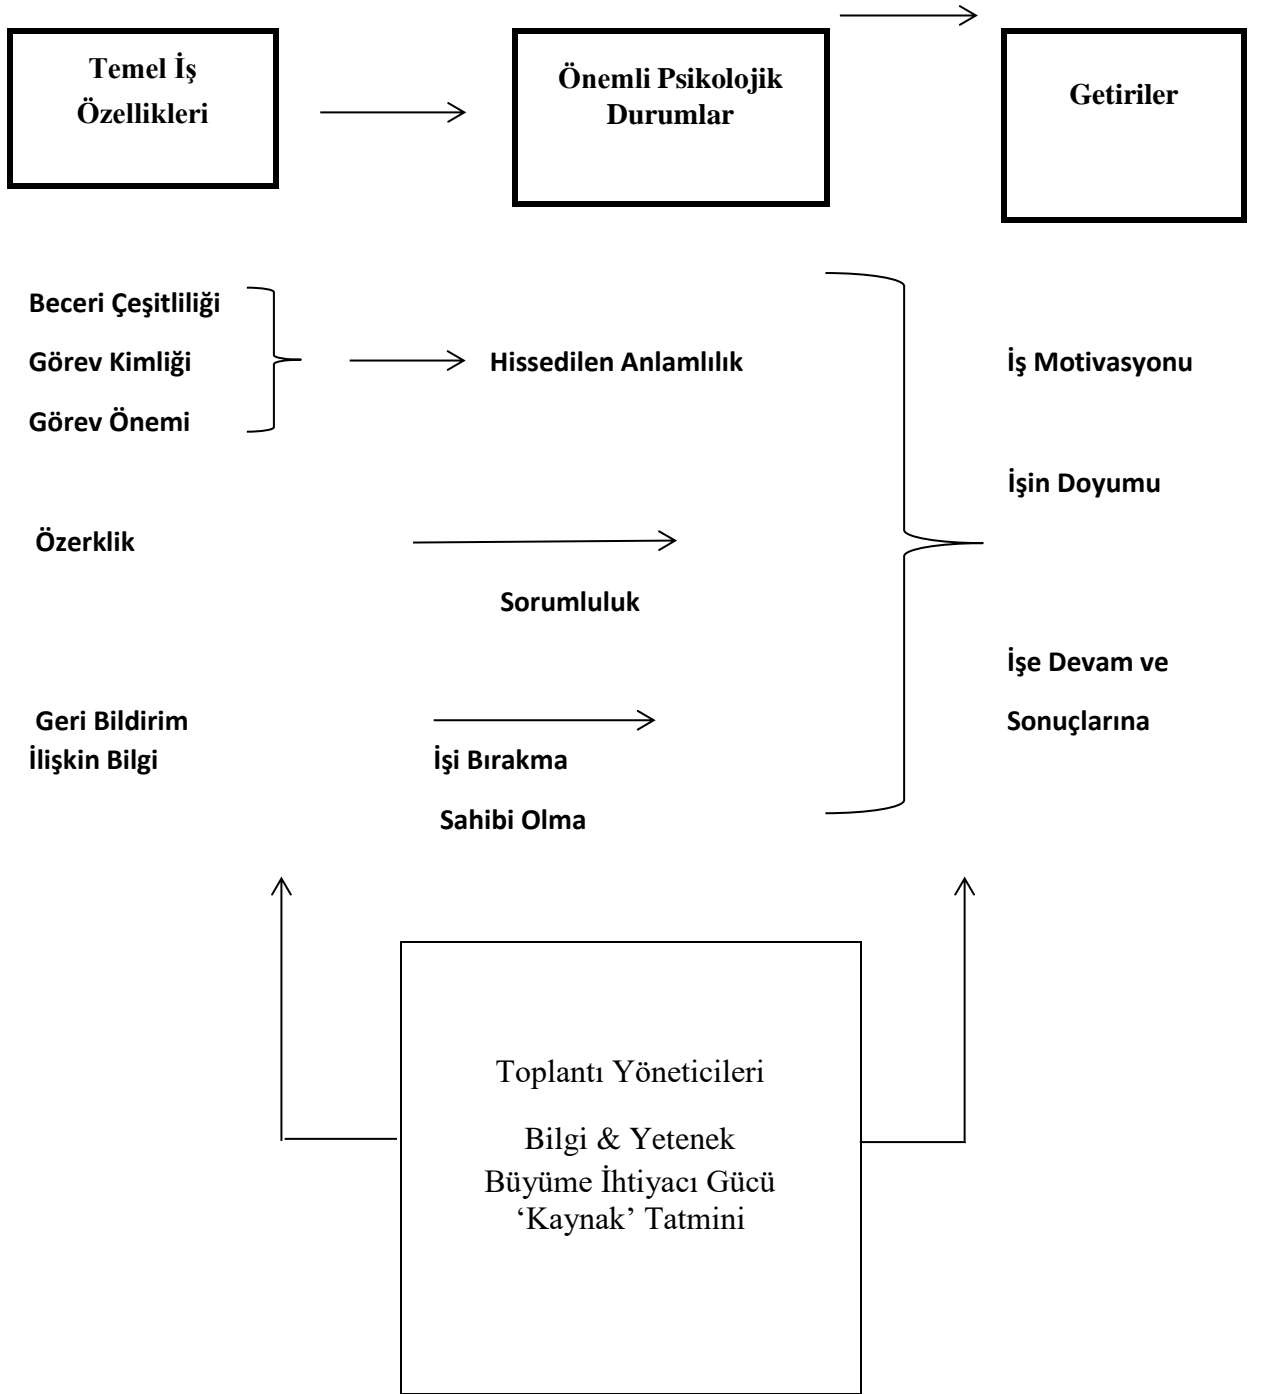 Temel İş
Özellikleri
Önemli Psikolojik
Durumlar
Getiriler
Beceri Çeşitliliği
Görev Kimliği
Hissedilen Anlamlılık
İş Motivasyonu
Görev Önemi
İşin Doyumu
Özerklik
Sorumluluk
İşe Devam ve
Geri Bildirim
Sonuçlarına
İlişkin Bilgi
İşi Bırakma
Sahibi Olma
Toplantı Yöneticileri
Bilgi & Yetenek
Büyüme İhtiyacı Gücü
‘Kaynak’ Tatmini